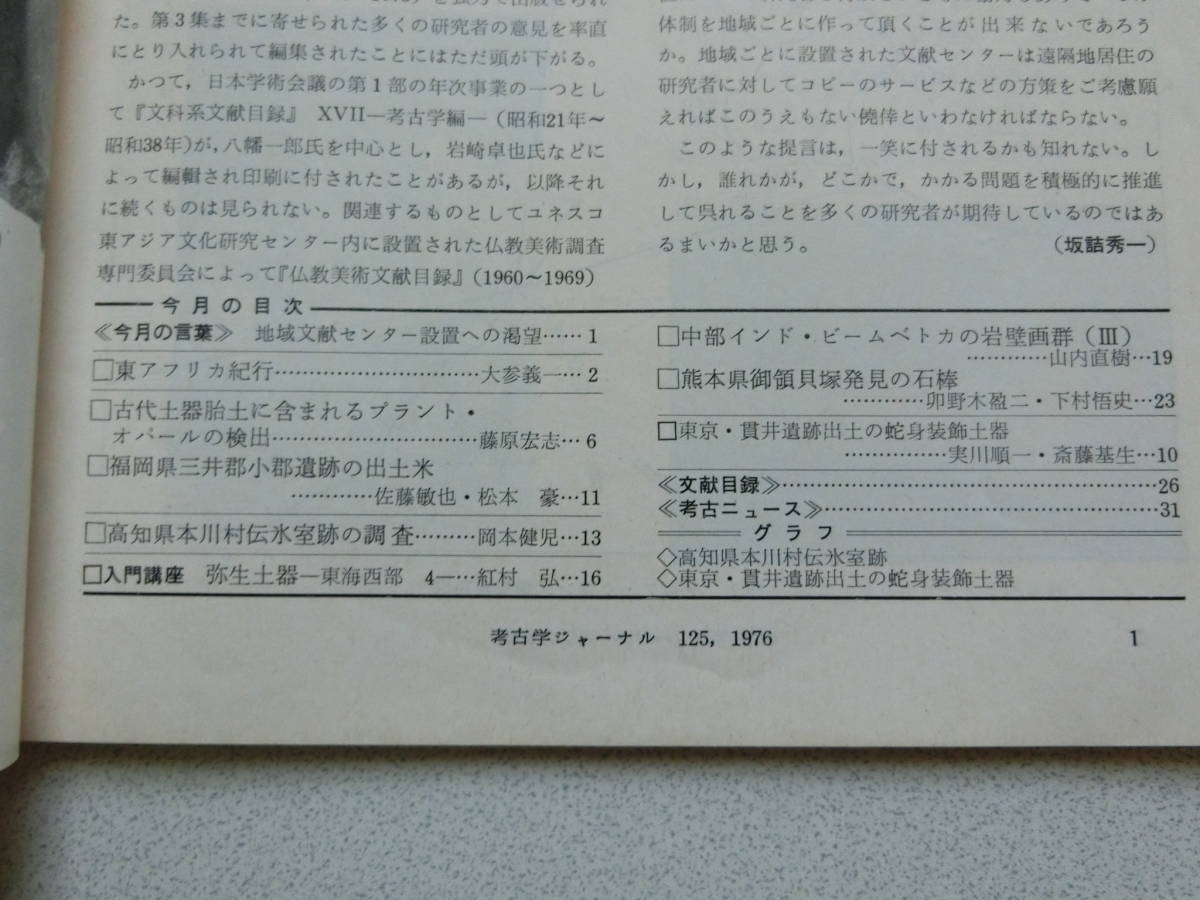 た。第3集までに寄せられた多くの研究者の意見を率直
にとり入れられて編集されたことにはただ頭が下がる。
かつて，日本学術会議の第1部の年次事業の一つとし
て『文科系文献目録』 XVII―考古学編―（昭和21年～
昭和38年）が，八幡一郎氏を中心とし，岩崎卓也氏などに
よって編輯され印刷に付されたことがあるが，以降それ
に続くものは見られない。関連するものとしてユネスコ
東アジア文化研究センター内に設置された仏教美術調査
専門委員会によって『仏教美術文献目録』（1960～1969）
体制を地域ごとに作って頂くことが出来ないであろう
か。地域ごとに設置された文献センターは遠隔地居住の
研究者に対してコピーのサービスなどの方策をご考慮願
えればこのうえもない僥倖といわなければならない。
このような提言は，一笑に付されるかも知れない。し
かし，誰れかが，どこかで，かかる問題を積極的に推進
して呉れることを多くの研究者が期待しているのではあ
るまいかと思う。 （坂詰秀一）
今月の目次
≪今月の言葉≫ 地域文献センター設置への渇望……1
□東アフリカ紀行…………………………大参義一…2
□古代土器胎土に含まれるプラント・
オパールの検出…………………………藤原宏志…6
□福岡県三井郡小郡遺跡の出土米
…………佐藤敏也・松本　豪…11
□高知県本川村伝氷室跡の調査………岡本健児…13
□入門講座 弥生土器―東海西部 4―…紅村　弘…16
□中部インド・ビームベトカの岩壁画群（Ⅲ）
…………山内直樹…19
□熊本県御領貝塚発見の石棒
…………卯野木盈二・下村悟史…23
□東京・貫井遺跡出土の蛇身装飾土器
……………実川順一・斎藤基生…10
≪文献目録≫………………………………………………26
≪考古ニュース≫…………………………………………31
グラフ
◇高知県本川村伝氷室跡
◇東京・貫井遺跡出土の蛇身装飾土器
考古学ジャーナル 125, 1976
1